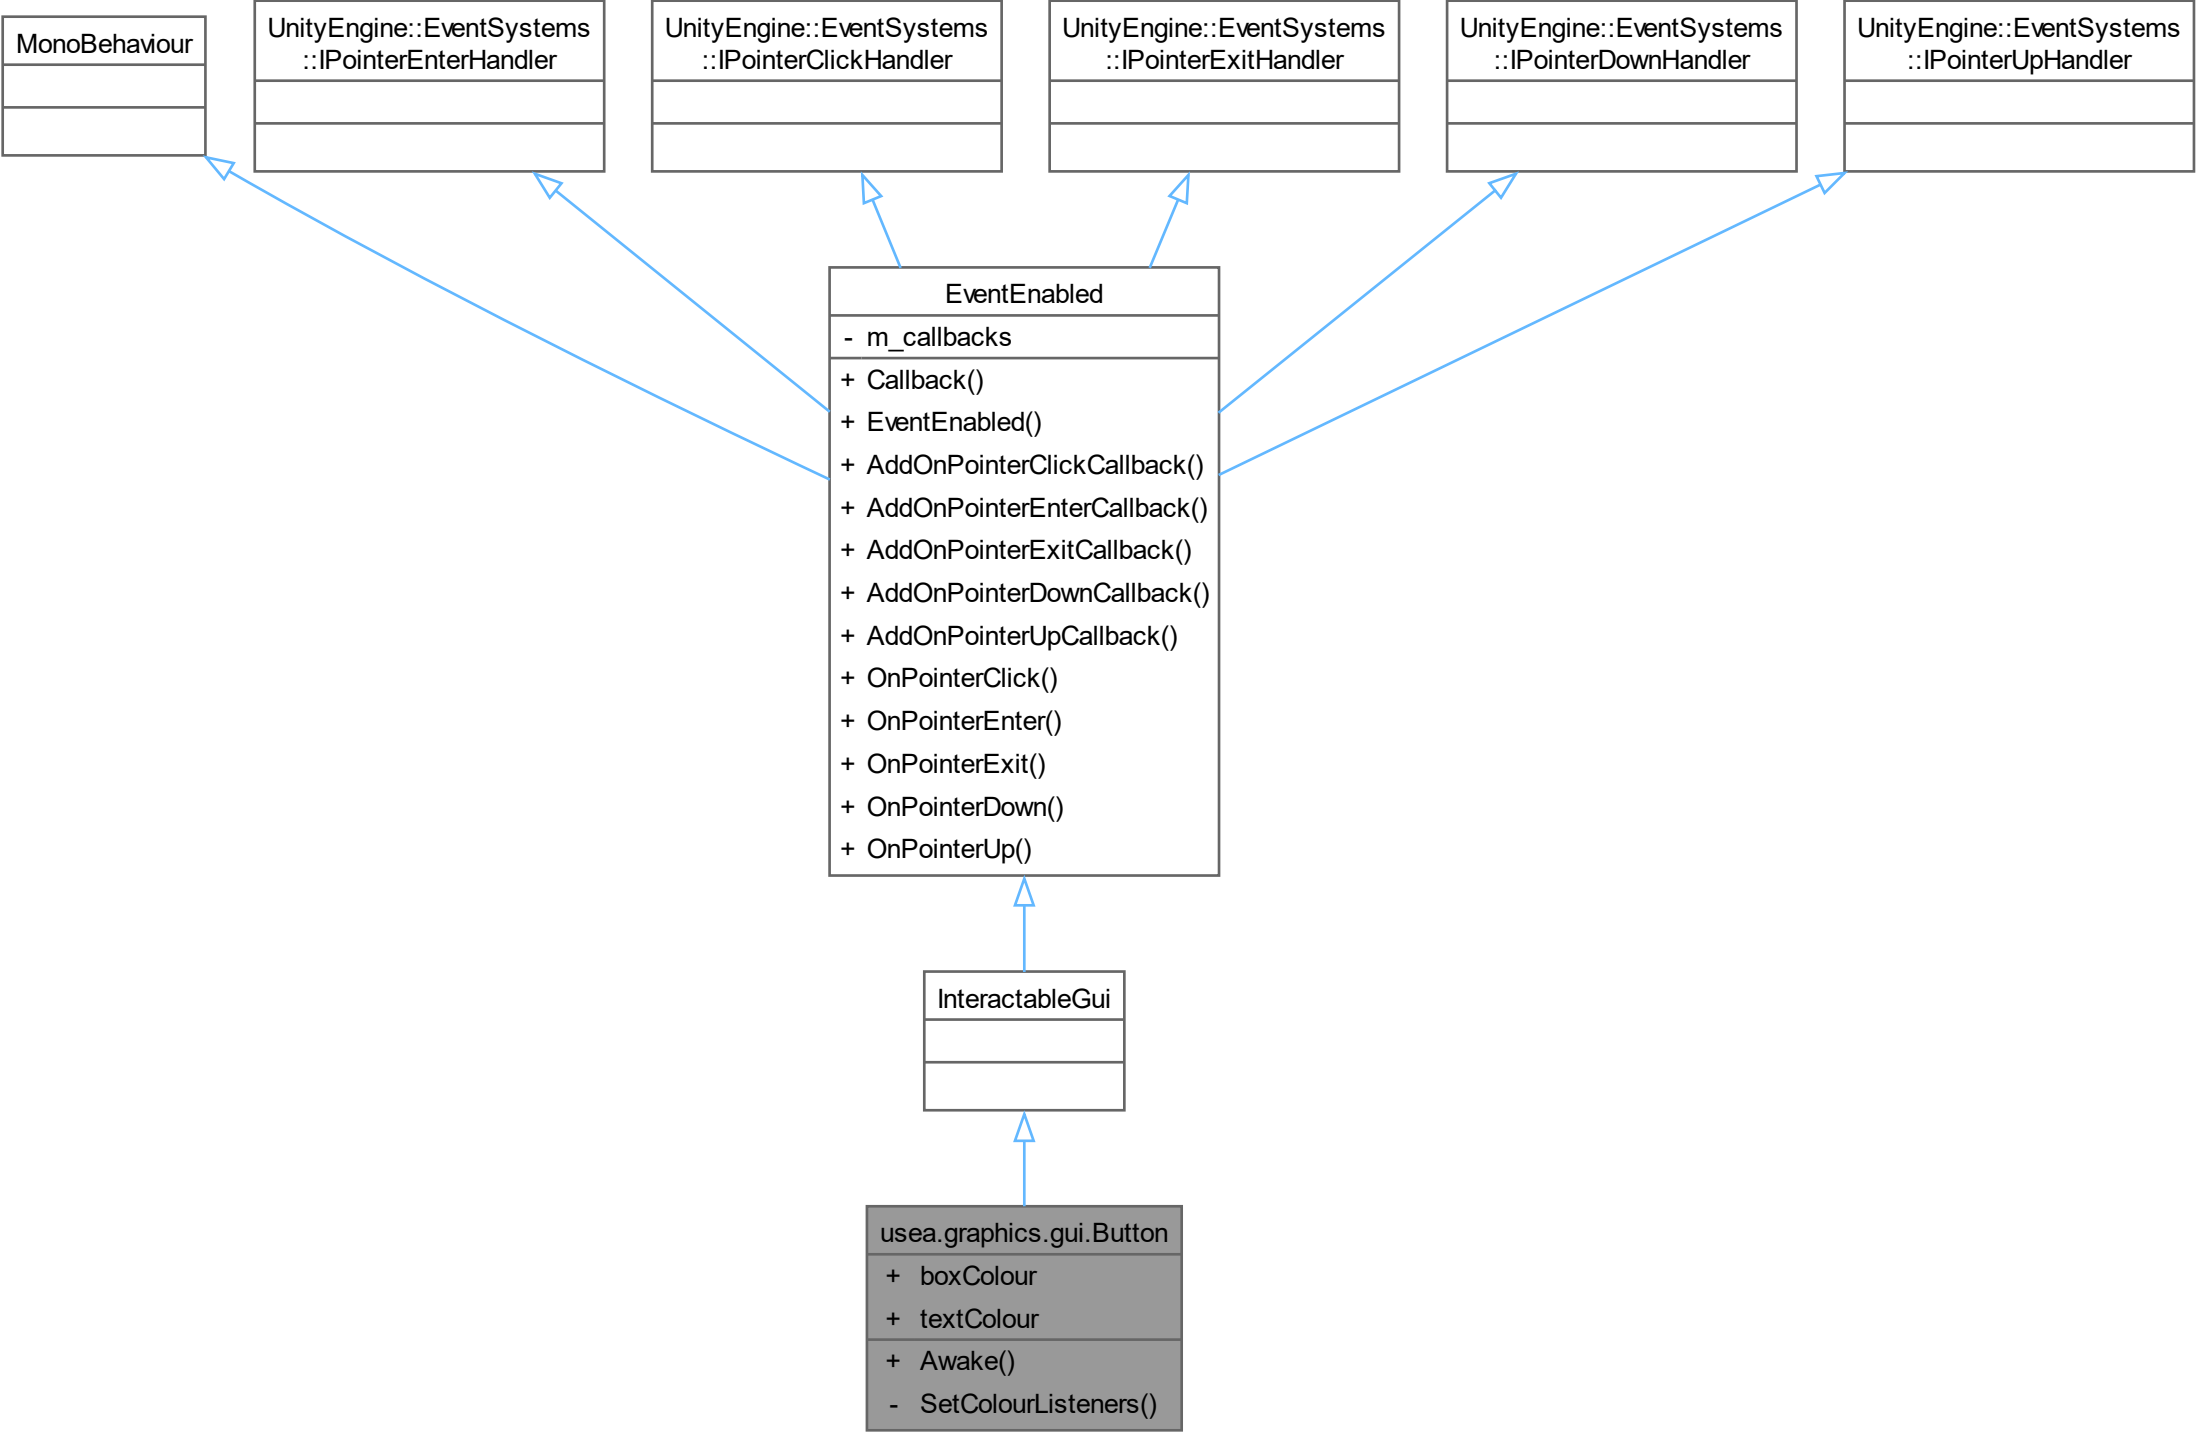 MonoBehaviour
UnityEngine::EventSystems
::IPointerEnterHandler
UnityEngine::EventSystems
::IPointerClickHandler
UnityEngine::EventSystems
::IPointerExitHandler
UnityEngine::EventSystems
::IPointerDownHandler
UnityEngine::EventSystems
::IPointerUpHandler
EventEnabled
- m_callbacks
+ Callback()
+ EventEnabled()
+ AddOnPointerClickCallback()
+ AddOnPointerEnterCallback()
+ AddOnPointerExitCallback()
+ AddOnPointerDownCallback()
+ AddOnPointerUpCallback()
+ OnPointerClick()
+ OnPointerEnter()
+ OnPointerExit()
+ OnPointerDown()
+ OnPointerUp()
InteractableGui
usea.graphics.gui.Button
+ boxColour
+ textColour
+ Awake()
- SetColourListeners()